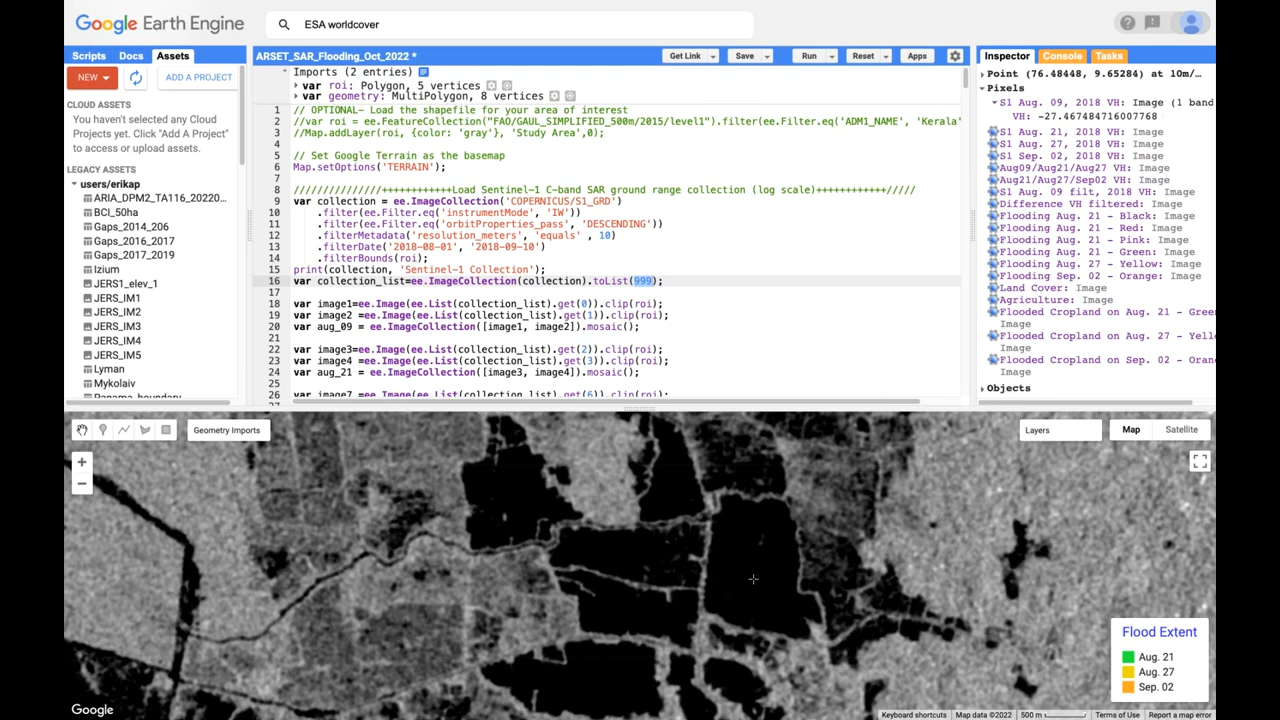 Google Earth Engine
ESA worldcover
Scripts Docs Assets
NEW
ADD A PROJECT
CLOUD ASSETS
You haven't selected any Cloud
Projects yet. Click "Add A Project"
to access or upload assets.
LEGACY ASSETS
users/erikap
ARIA_DPM2_TA116_20220...
BCI_50ha
Gaps_2014_206
Gaps_2016_2017
Gaps_2017_2019
Izium
JERS1_elev_1
JERS_IM1
JERS_IM2
JERS_IM3
JERS_IM4
JERS_IM5
Lyman
Mykolaiv
Panama_boundary
ARSET_SAR_Flooding_Oct_2022 *
Get Link Save Run Reset Apps
Imports (2 entries)
var roi: Polygon, 5 vertices
var geometry: MultiPolygon, 8 vertices
1 // OPTIONAL- Load the shapefile for your area of interest
2 //var roi = ee.FeatureCollection("FAO/GAUL_SIMPLIFIED_500m/2015/level1").filter(ee.Filter.eq('ADM1_NAME', 'Kerala'
3 //Map.addLayer(roi, {color: 'gray'}, 'Study Area',0);
4
5 // Set Google Terrain as the basemap
6 Map.setOptions('TERRAIN');
7
8 ///////////////++++++++++++Load Sentinel-1 C-band SAR ground range collection (log scale)++++++++++++/////
9 var collection = ee.ImageCollection('COPERNICUS/S1_GRD')
10 .filter(ee.Filter.eq('instrumentMode', 'IW'))
11 .filter(ee.Filter.eq('orbitProperties_pass', 'DESCENDING'))
12 .filterMetadata('resolution_meters', 'equals' , 10)
13 .filterDate('2018-08-01', '2018-09-10')
14 .filterBounds(roi);
15 print(collection, 'Sentinel-1 Collection');
16 var collection_list=ee.ImageCollection(collection).toList(999);
17
18 var image1=ee.Image(ee.List(collection_list).get(0)).clip(roi);
19 var image2 =ee.Image(ee.List(collection_list).get(1)).clip(roi);
20 var aug_09 = ee.ImageCollection([image1, image2]).mosaic();
21
22 var image3=ee.Image(ee.List(collection_list).get(2)).clip(roi);
23 var image4 =ee.Image(ee.List(collection_list).get(3)).clip(roi);
24 var aug_21 = ee.ImageCollection([image3, image4]).mosaic();
25
26 var image7 =ee.Image(ee.List(collection_list).get(6)).clip(roi);
27
Inspector Console Tasks
Point (76.48448, 9.65284) at 10m/...
Pixels
S1 Aug. 09, 2018 VH: Image (1 band
VH: -27.467484716007768
S1 Aug. 21, 2018 VH: Image
S1 Aug. 27, 2018 VH: Image
S1 Sep. 02, 2018 VH: Image
Aug09/Aug21/Aug27 VH: Image
Aug21/Aug27/Sep02 VH: Image
S1 Aug. 09 filt, 2018 VH: Image
Difference VH filtered: Image
Flooding Aug. 21 - Black: Image
Flooding Aug. 21 - Red: Image
Flooding Aug. 21 - Pink: Image
Flooding Aug. 21 - Green: Image
Flooding Aug. 27 - Yellow: Image
Flooding Sep. 02 - Orange: Image
Land Cover: Image
Agriculture: Image
Flooded Cropland on Aug. 21 - Green
Image
Flooded Cropland on Aug. 27 - Yell
Image
Flooded Cropland on Sep. 02 - Oran
Image
Objects
Geometry Imports
Layers
Map Satellite
+
−
Flood Extent
Aug. 21
Aug. 27
Sep. 02
Google
Keyboard shortcuts Map data ©2022 500 m Terms of Use Report a map error